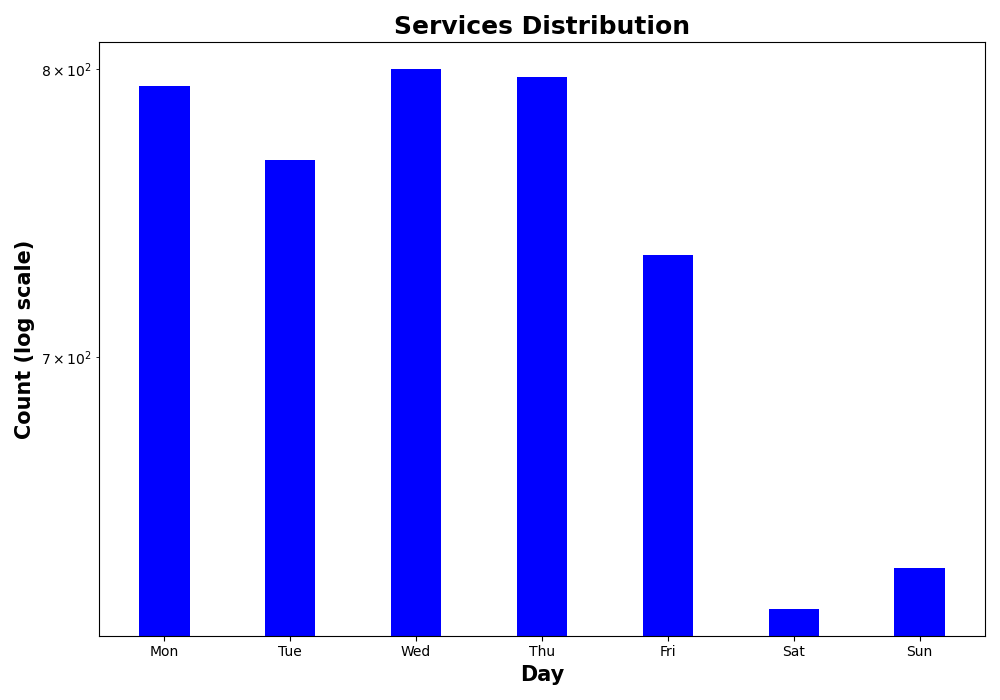 Services Distribution
8 × 10²
7 × 10²
Count (log scale)
Mon Tue Wed Thu Fri Sat Sun
Day